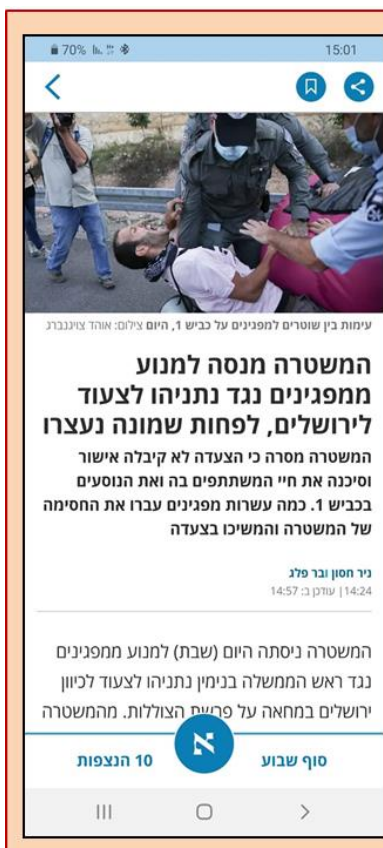 70% 15:01
עימות בין שוטרים למפגינים על כביש 1, היום צילום: אוהד צויגנברג
המשטרה מנסה למנוע
ממפגינים נגד נתניהו לצעוד
לירושלים, לפחות שמונה נעצרו
המשטרה מסרה כי הצעדה לא קיבלה אישור
וסיכנה את חיי המשתתפים בה ואת הנוסעים
בכביש 1. כמה עשרות מפגינים עברו את החסימה
של המשטרה והמשיכו בצעדה
ניר חסון ובר פלג
14:24 | עודכן ב: 14:57
המשטרה ניסתה היום (שבת) למנוע ממפגינים
נגד ראש הממשלה בנימין נתניהו לצעוד לכיוון
ירושלים במחאה על פרשת הצוללות. מהמשטרה
סוף שבוע א 10 הנצפות